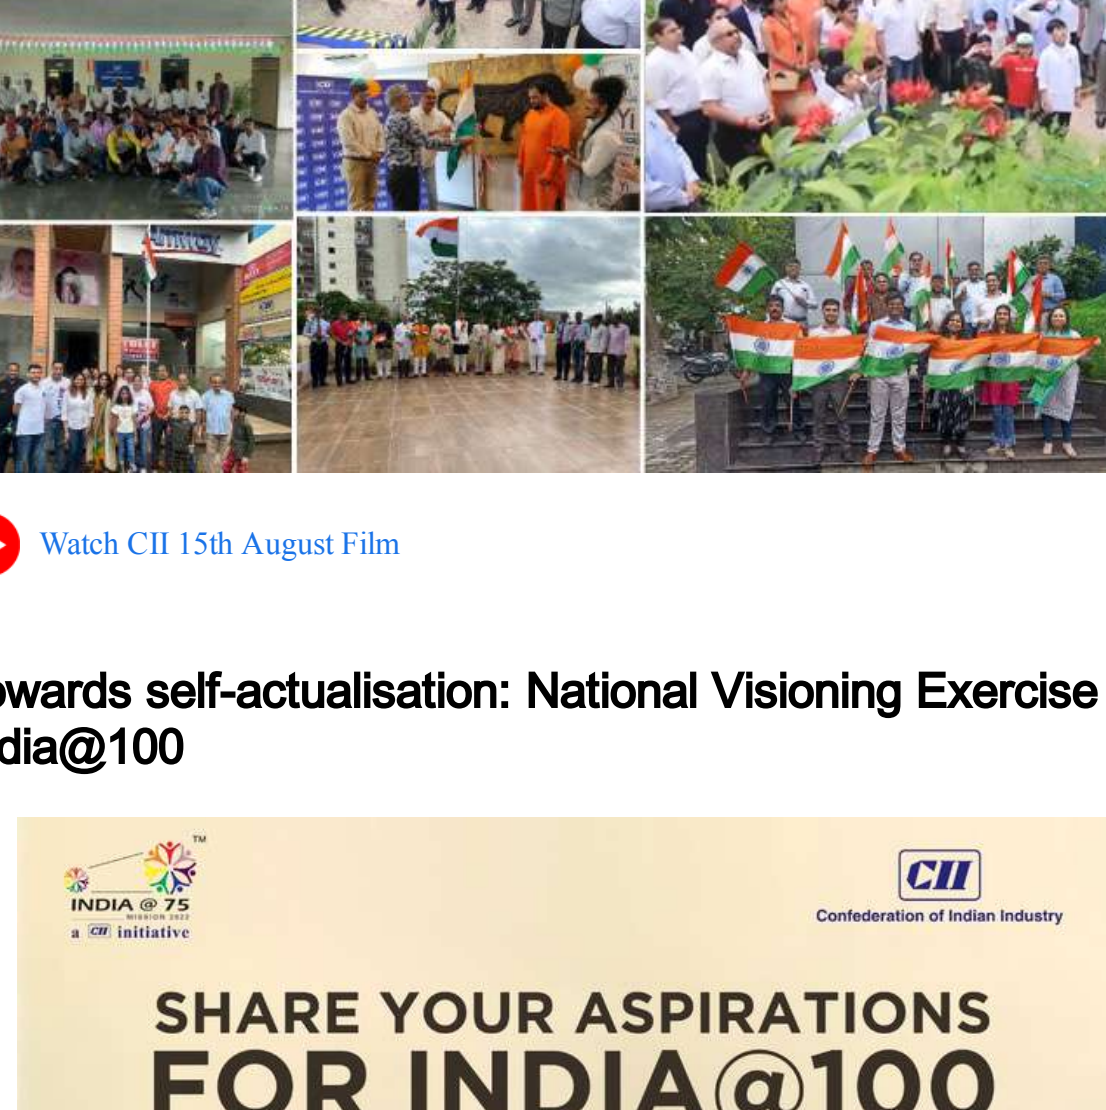 Watch CII 15th August Film
owards self-actualisation: National Visioning Exercise
dia@100
TM
INDIA @ 75
MISSION 2022
a CII initiative
CII
Confederation of Indian Industry
SHARE YOUR ASPIRATIONS
FOR INDIA@100